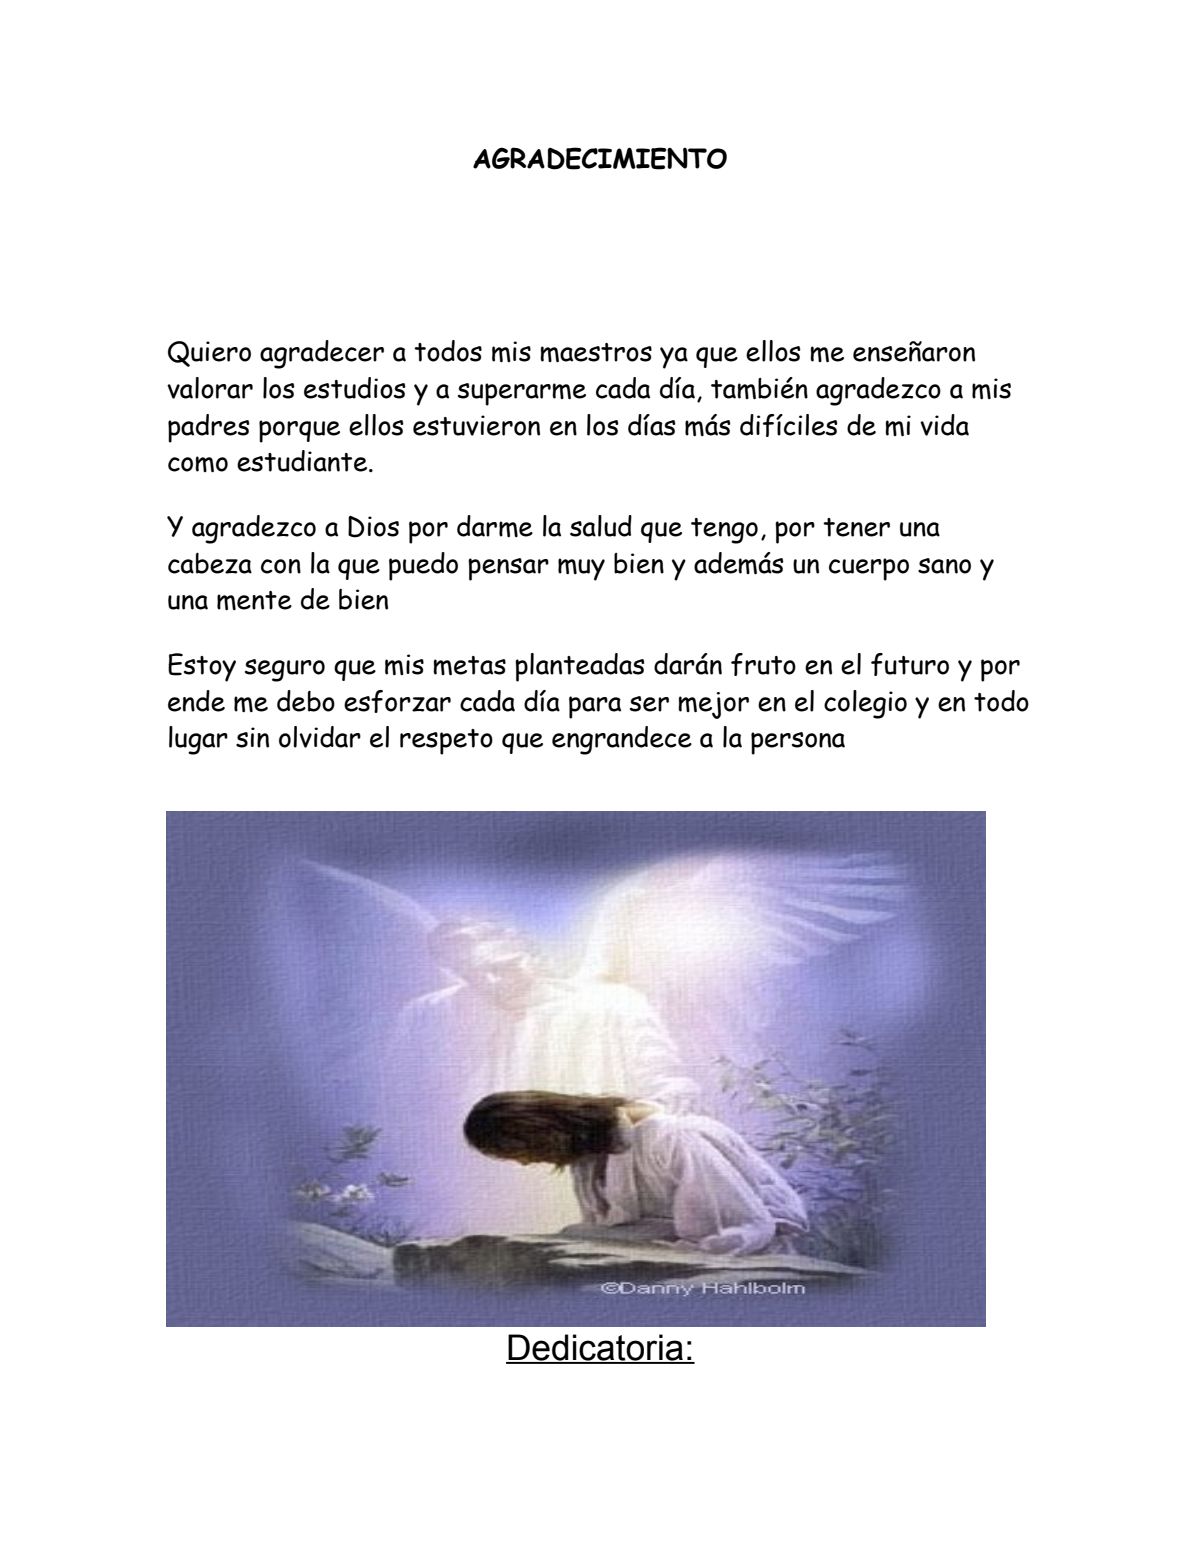 AGRADECIMIENTO
Quiero agradecer a todos mis maestros ya que ellos me enseñaron
valorar los estudios y a superarme cada día, también agradezco a mis
padres porque ellos estuvieron en los días más difíciles de mi vida
como estudiante.
Y agradezco a Dios por darme la salud que tengo, por tener una
cabeza con la que puedo pensar muy bien y además un cuerpo sano y
una mente de bien
Estoy seguro que mis metas planteadas darán fruto en el futuro y por
ende me debo esforzar cada día para ser mejor en el colegio y en todo
lugar sin olvidar el respeto que engrandece a la persona
©Danny Hahlbolm
Dedicatoria: